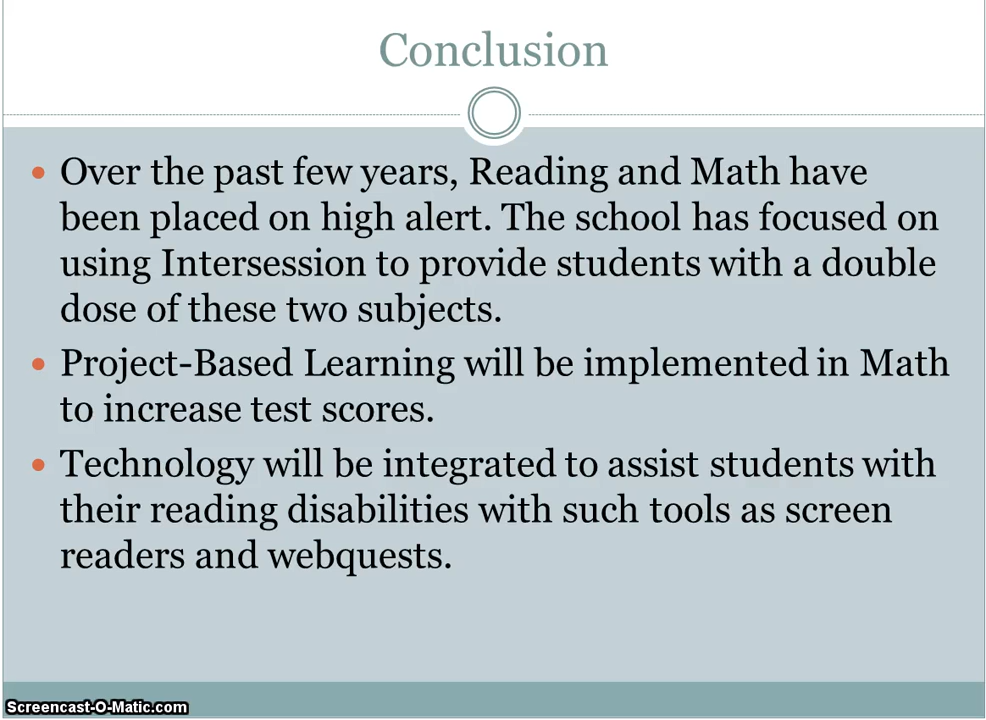 Conclusion
• Over the past few years, Reading and Math have
been placed on high alert. The school has focused on
using Intersession to provide students with a double
dose of these two subjects.
• Project-Based Learning will be implemented in Math
to increase test scores.
• Technology will be integrated to assist students with
their reading disabilities with such tools as screen
readers and webquests.
Screencast-O-Matic.com